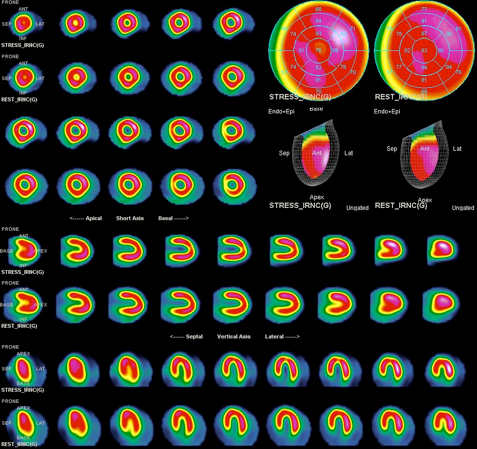 PRONE
ANT
SEP LAT
INF
STRESS_IRNC(G)
PRONE
ANT
SEP LAT
REST_IRNC(G)
STRESS_IRNC(G)
Base
REST_IRNC(G)
Endo+Epi
Endo+Epi
Sep Ant Lat
Sep Ant Lat
Apex
Apex
STRESS_IRNC(G)
Ungated
REST_IRNC(G)
Ungated
<------ Apical Short Axis Basal ------>
PRONE
ANT
BASE APEX
STRESS_IRNC(G)
PRONE
ANT
BASE APEX
INF
REST_IRNC(G)
<------ Septal Vertical Axis Lateral ------>
PRONE
APEX
SEP LAT
BASE
STRESS_IRNC(G)
PRONE
APEX
SEP LAT
BASE
REST_IRNC(G)